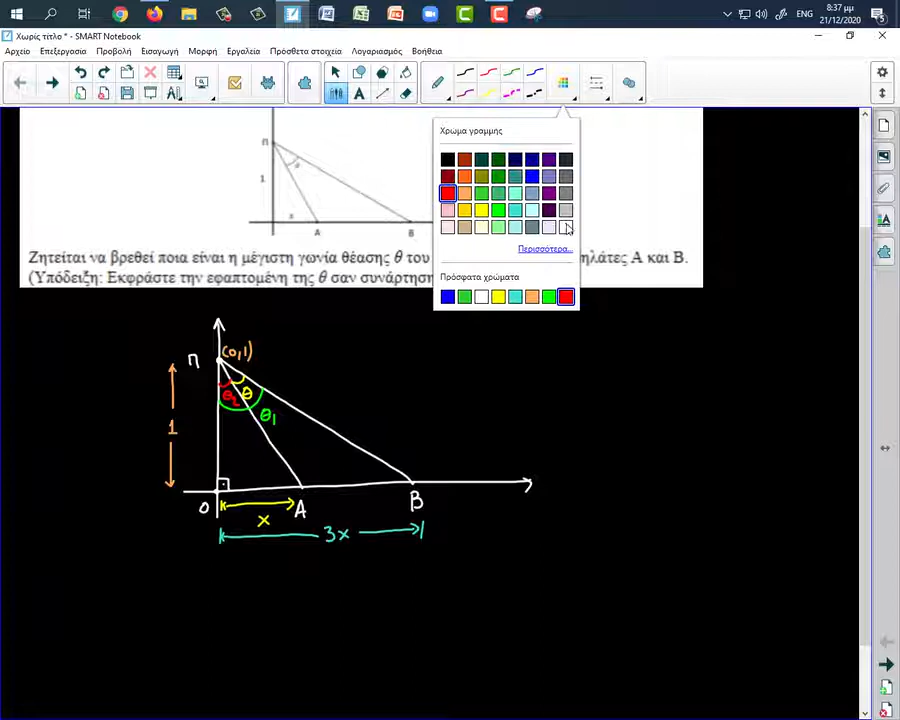 ENG
8:37 μμ
21/12/2020
Χωρίς τίτλο * - SMART Notebook
Αρχείο Επεξεργασία Προβολή Εισαγωγή Μορφή Εργαλεία Πρόσθετα στοιχεία Λογαριασμός Βοήθεια
Χρώμα γραμμής
Περισσότερα...
Πρόσφατα χρώματα
Π
θ
1
x
A B
Ζητείται να βρεθεί ποια είναι η μέγιστη γωνία θέασης θ του
ηλάτες Α και Β.
(Υπόδειξη: Εκφράστε την εφαπτομένη της θ σαν συνάρτηση
Π (0,1)
θ2 θ
θ1
1
O A B
x
3x